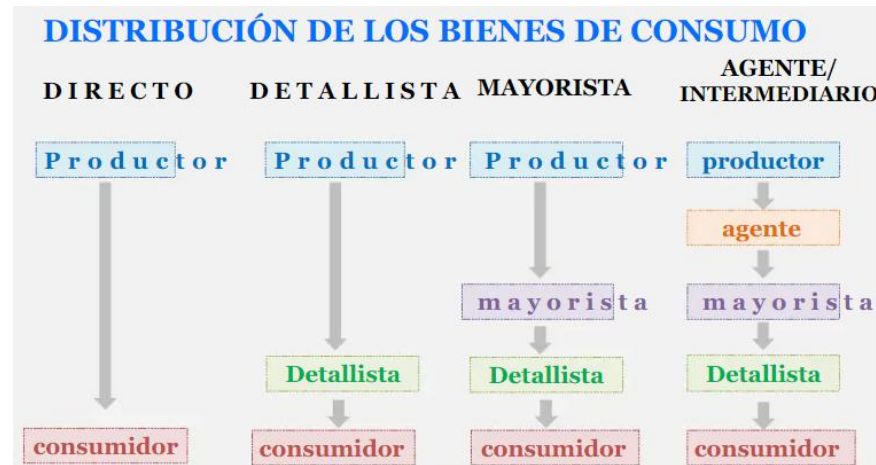 DISTRIBUCIÓN DE LOS BIENES DE CONSUMO
DIRECTO
DETALLISTA
MAYORISTA
AGENTE/
INTERMEDIARIO
Productor
Productor
Productor
productor
agente
mayorista
mayorista
Detallista
Detallista
Detallista
consumidor
consumidor
consumidor
consumidor